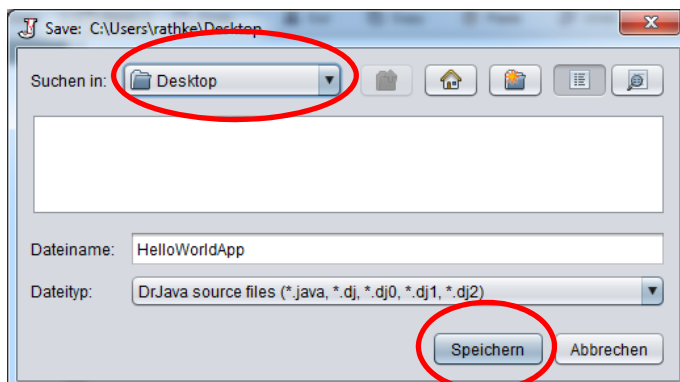 Save: C:\Users\rathke\Desktop
Suchen in: Desktop
Dateiname: HelloWorldApp
Dateityp: DrJava source files (*.java, *.dj, *.dj0, *.dj1, *.dj2)
Speichern Abbrechen